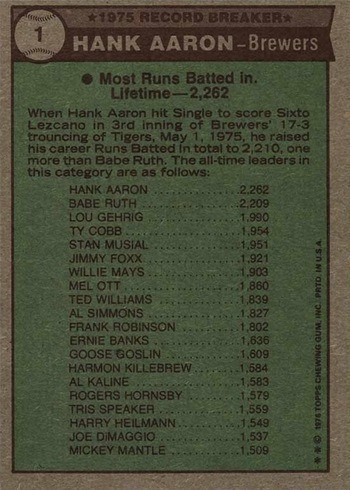 ★1975 RECORD BREAKER★
1
HANK AARON–Brewers
● Most Runs Batted in.
Lifetime—2,262
When Hank Aaron hit Single to score Sixto
Lezcano in 3rd inning of Brewers' 17-3
trouncing of Tigers, May 1, 1975, he raised
his career Runs Batted In total to 2,210, one
more than Babe Ruth. The all-time leaders in
this category are as follows:
HANK AARON ..................2,262
BABE RUTH ..................2,209
LOU GEHRIG ..................1,990
TY COBB ..................1,954
STAN MUSIAL ..................1,951
JIMMY FOXX ..................1,921
WILLIE MAYS ..................1,903
MEL OTT ..................1,860
TED WILLIAMS ..................1,839
AL SIMMONS ..................1,827
FRANK ROBINSON ..................1,802
ERNIE BANKS ..................1,636
GOOSE GOSLIN ..................1,609
HARMON KILLEBREW ..................1,584
AL KALINE ..................1,583
ROGERS HORNSBY ..................1,579
TRIS SPEAKER ..................1,559
HARRY HEILMANN ..................1,549
JOE DiMAGGIO ..................1,537
MICKEY MANTLE ..................1,509
★★© 1976 TOPPS CHEWING GUM, INC. PRTD. IN U.S.A.